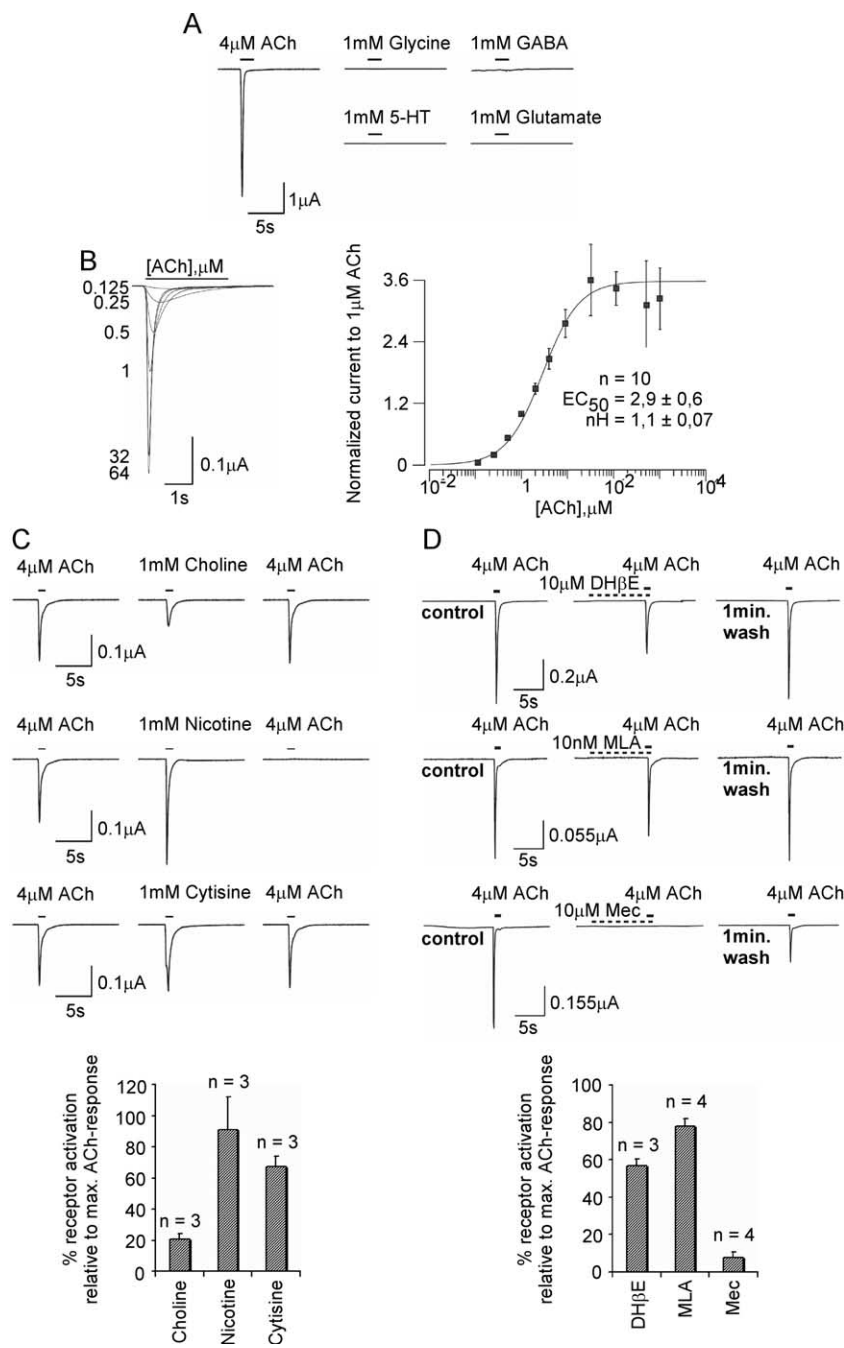 A
4µM ACh
1mM Glycine
1mM GABA
1mM 5-HT
1mM Glutamate
1µA
5s
B
[ACh],µM
0.125
0.25
0.5
1
32
64
0.1µA
1s
Normalized current to 1µM ACh
3.6
2.4
1.2
0
n = 10
EC50 = 2,9 ± 0,6
nH = 1,1 ± 0,07
10-2 1 102 104
[ACh],µM
C
4µM ACh 1mM Choline 4µM ACh
0.1µA
5s
4µM ACh 1mM Nicotine 4µM ACh
0.1µA
5s
4µM ACh 1mM Cytisine 4µM ACh
0.1µA
5s
% receptor activation
relative to max. ACh-response
120
100
80
60
40
20
0
n = 3
n = 3
n = 3
Choline
Nicotine
Cytisine
D
4µM ACh 4µM ACh 4µM ACh
10µM DHβE
control
1min.
wash
0.2µA
5s
4µM ACh 4µM ACh 4µM ACh
10nM MLA
control
1min.
wash
0.055µA
5s
4µM ACh 4µM ACh 4µM ACh
10µM Mec
control
1min.
wash
0.155µA
5s
% receptor activation
relative to max. ACh-response
100
80
60
40
20
0
n = 3
n = 4
n = 4
DHβE
MLA
Mec